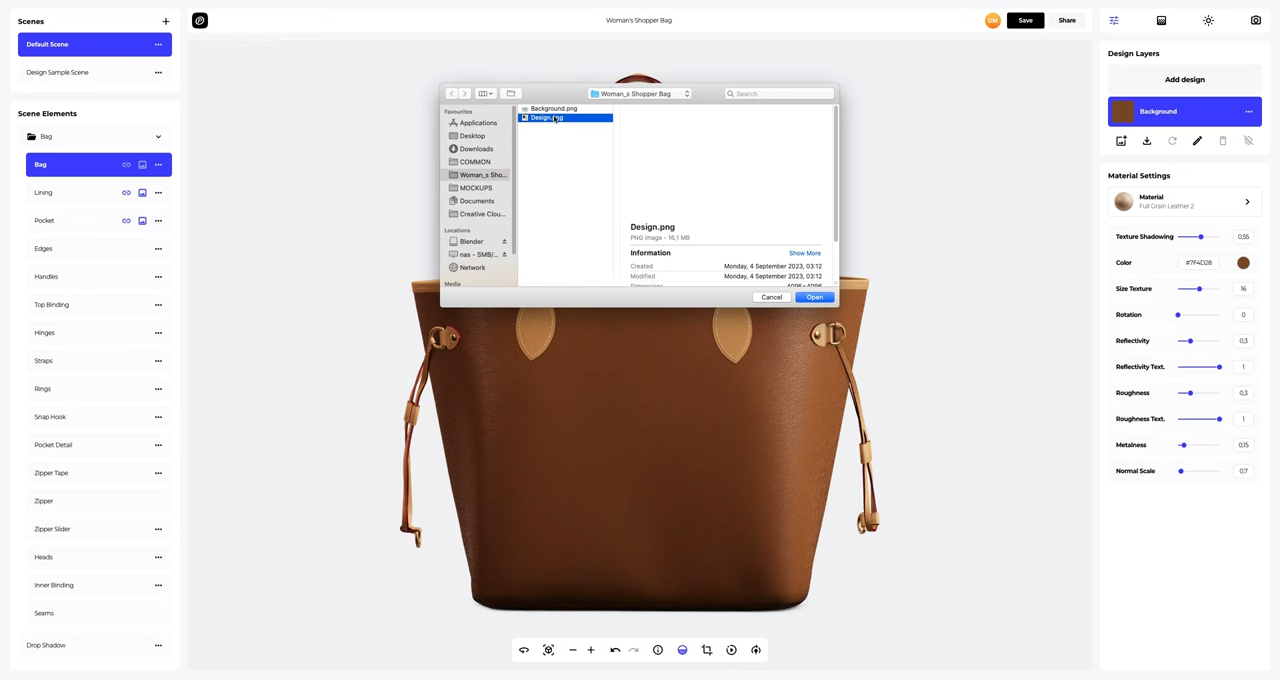 Scenes
Default Scene
Design Sample Scene
Scene Elements
Bag
Bag
Lining
Pocket
Edges
Handles
Top Binding
Hinges
Straps
Rings
Snap Hook
Pocket Detail
Zipper Tape
Zipper
Zipper Slider
Heads
Inner Binding
Seams
Drop Shadow
Woman's Shopper Bag
DM
Save
Share
Woman_s Shopper Bag
Search
Favourites
Applications
Desktop
Downloads
COMMON
Woman_s Sho...
MOCKUPS
Documents
Creative Clou...
Locations
Blender
nas - SMB/...
Network
Media
Background.png
Design.png
Design.png
PNG image - 16,1 MB
Information
Show More
Created
Monday, 4 September 2023, 03:12
Modified
Monday, 4 September 2023, 03:12
Dimensions
4096×4096
Cancel
Open
Design Layers
Add design
Background
Material Settings
Material
Full Grain Leather 2
Texture Shadowing
0,55
Color
#7F4D28
Size Texture
16
Rotation
0
Reflectivity
0,3
Reflectivity Text.
1
Roughness
0,3
Roughness Text.
1
Metalness
0,15
Normal Scale
0,7